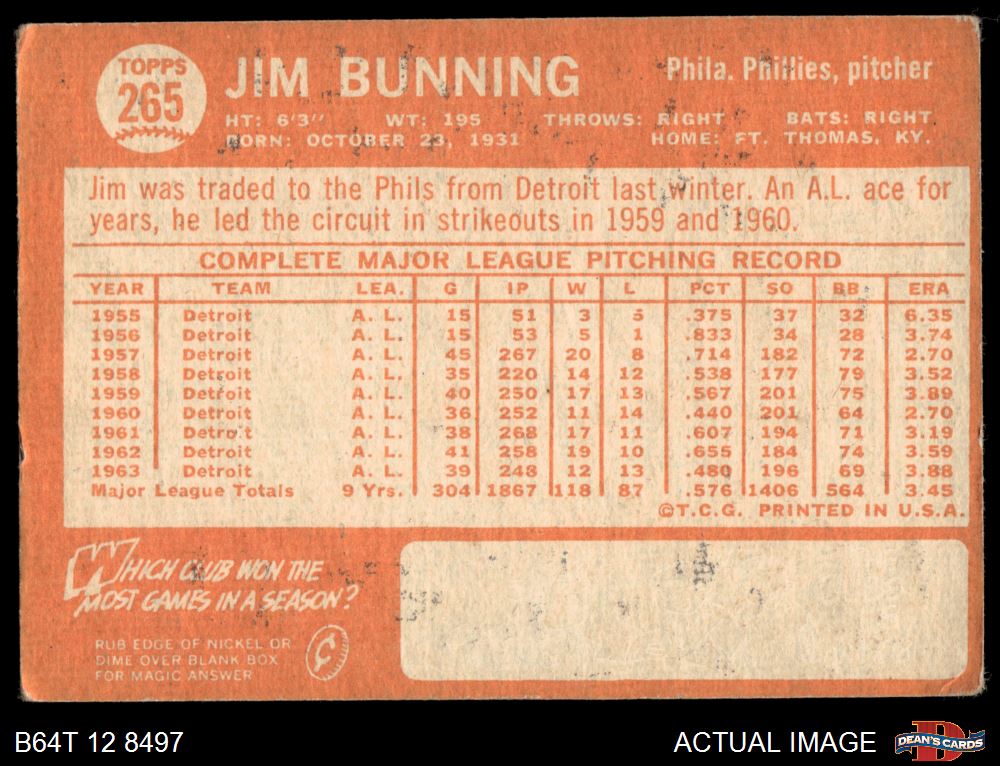 TOPPS
265
JIM BUNNING
Phila. Phillies, pitcher
HT: 6'3" WT: 195 THROWS: RIGHT BATS: RIGHT
BORN: OCTOBER 23, 1931 HOME: FT. THOMAS, KY.
Jim was traded to the Phils from Detroit last winter. An A.L. ace for
years, he led the circuit in strikeouts in 1959 and 1960.
COMPLETE MAJOR LEAGUE PITCHING RECORD
YEAR TEAM LEA. G IP W L PCT SO BB ERA
1955 Detroit A. L. 15 51 3 5 .375 37 32 6.35
1956 Detroit A. L. 15 53 5 1 .833 34 28 3.74
1957 Detroit A. L. 45 267 20 8 .714 182 72 2.70
1958 Detroit A. L. 35 220 14 12 .538 177 79 3.52
1959 Detroit A. L. 40 250 17 13 .567 201 75 3.89
1960 Detroit A. L. 36 252 11 14 .440 201 64 2.70
1961 Detroit A. L. 38 268 17 11 .607 194 71 3.19
1962 Detroit A. L. 41 258 19 10 .655 184 74 3.59
1963 Detroit A. L. 39 248 12 13 .480 196 69 3.88
Major League Totals 9 Yrs. 304 1867 118 87 .576 1406 564 3.45
©T.C.G. PRINTED IN U.S.A.
WHICH CLUB WON THE
MOST GAMES IN A SEASON?
RUB EDGE OF NICKEL OR
DIME OVER BLANK BOX
FOR MAGIC ANSWER
¢
B64T 12 8497
ACTUAL IMAGE
DEAN'S CARDS